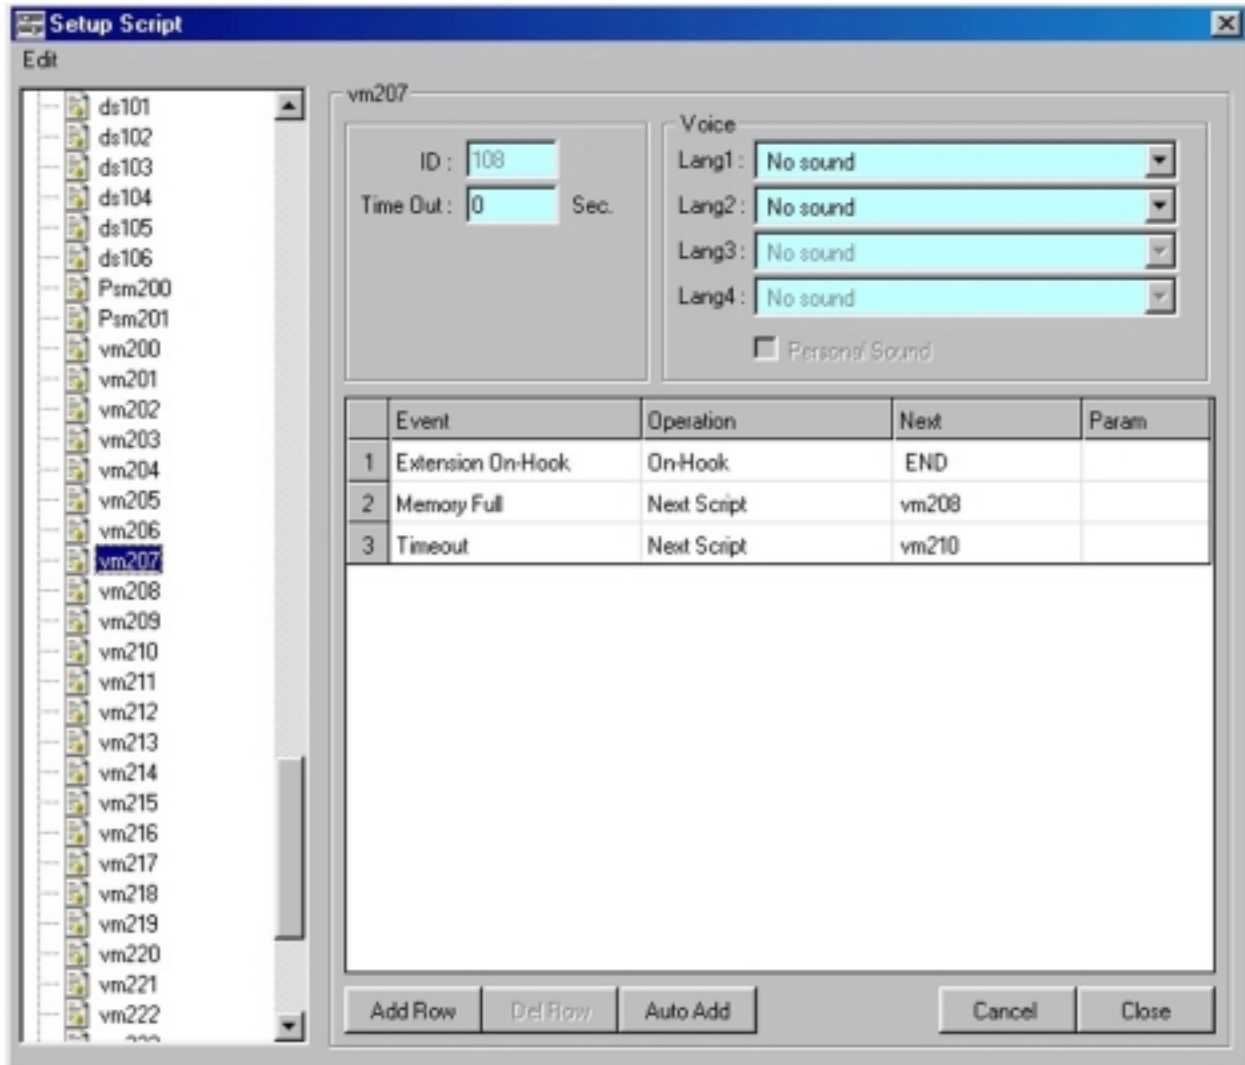 Setup Script
Edit
ds101
ds102
ds103
ds104
ds105
ds106
Psm200
Psm201
vm200
vm201
vm202
vm203
vm204
vm205
vm206
vm207
vm208
vm209
vm210
vm211
vm212
vm213
vm214
vm215
vm216
vm217
vm218
vm219
vm220
vm221
vm222
vm207
ID : 108
Time Out : 0 Sec.
Voice
Lang1 : No sound
Lang2 : No sound
Lang3 : No sound
Lang4 : No sound
Personal Sound
Event Operation Next Param
1 Extension On-Hook On-Hook END
2 Memory Full Next Script vm208
3 Timeout Next Script vm210
Add Row Del Row Auto Add Cancel Close